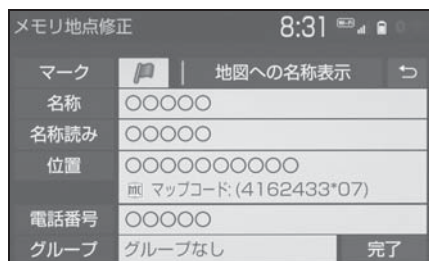 メモリ地点修正 8:31
マーク 地図への名称表示
名称 ○○○○○
名称読み ○○○○○
位置 ○○○○○○○○○○
マップコード:(4162433*07)
電話番号 ○○○○○
グループ グループなし 完了